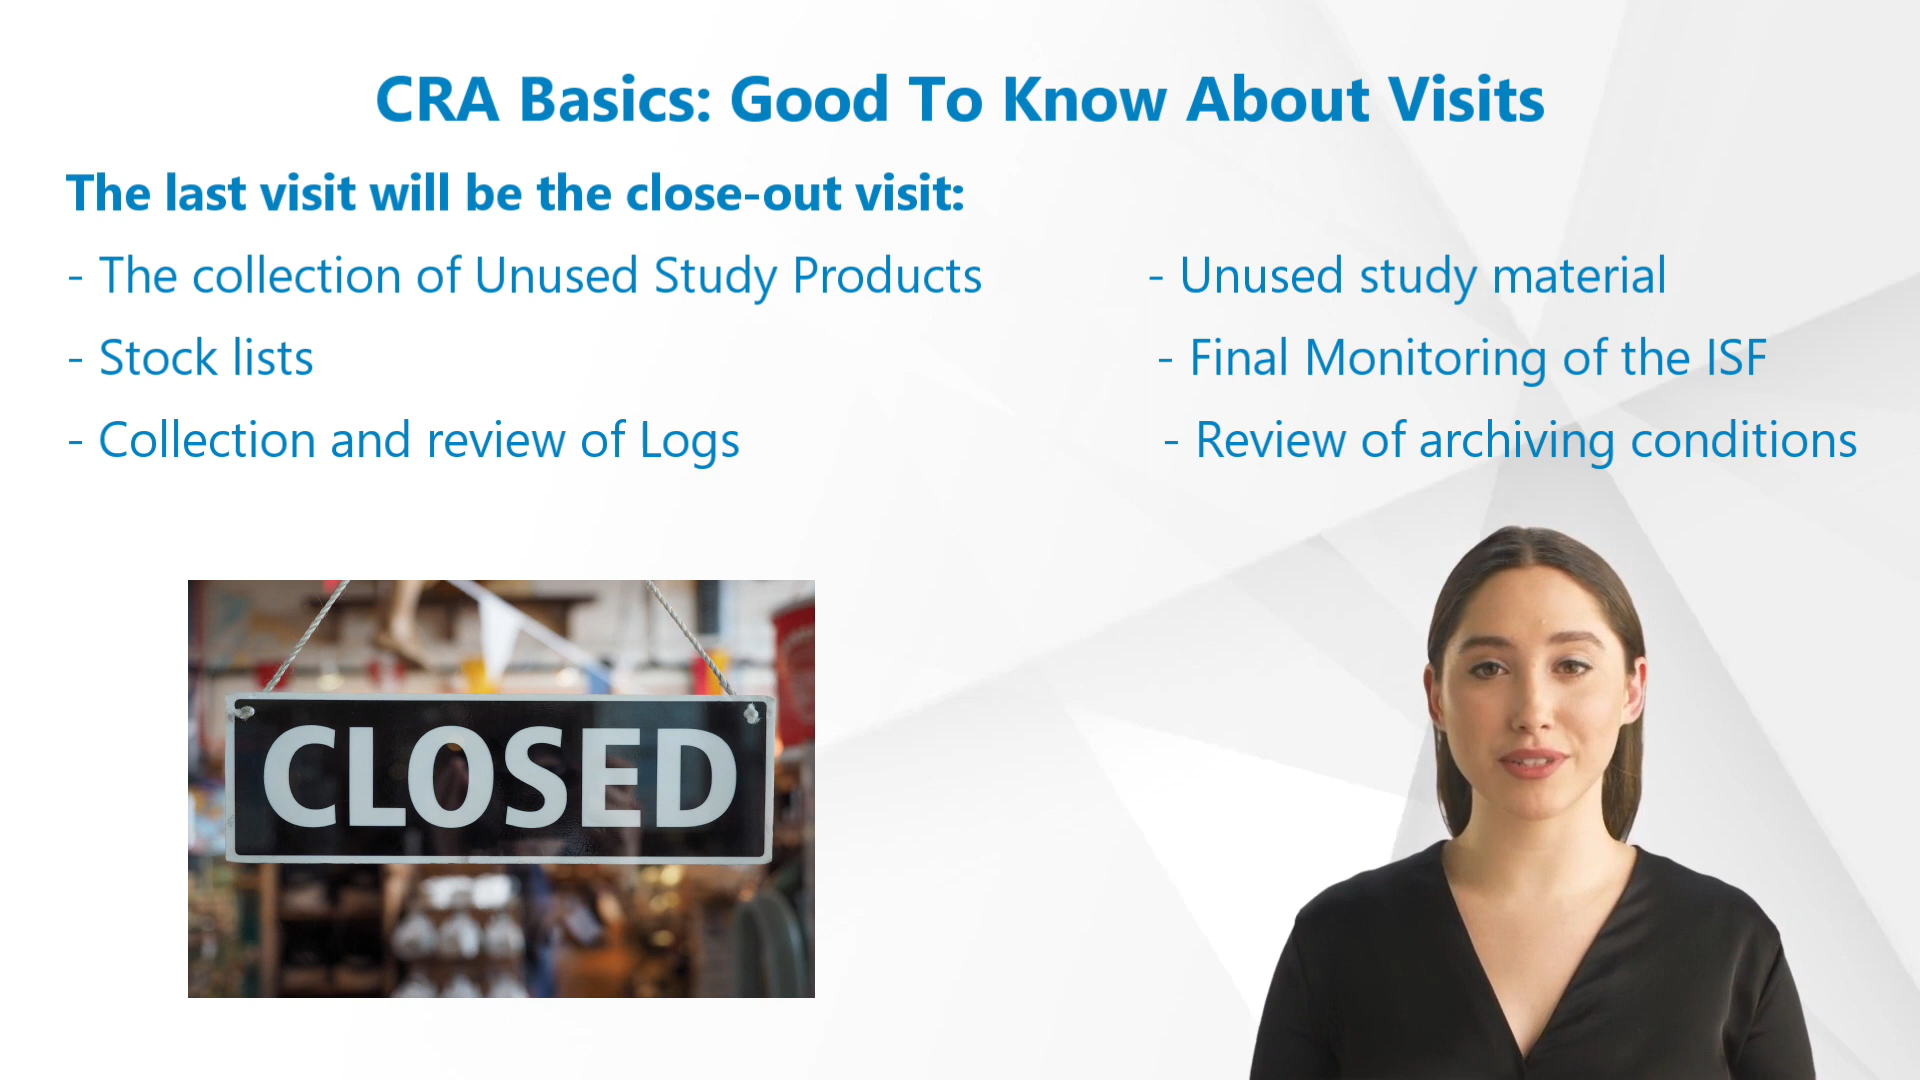 CRA Basics: Good To Know About Visits
The last visit will be the close-out visit:
- The collection of Unused Study Products
- Stock lists
- Collection and review of Logs
- Unused study material
- Final Monitoring of the ISF
- Review of archiving conditions
CLOSED